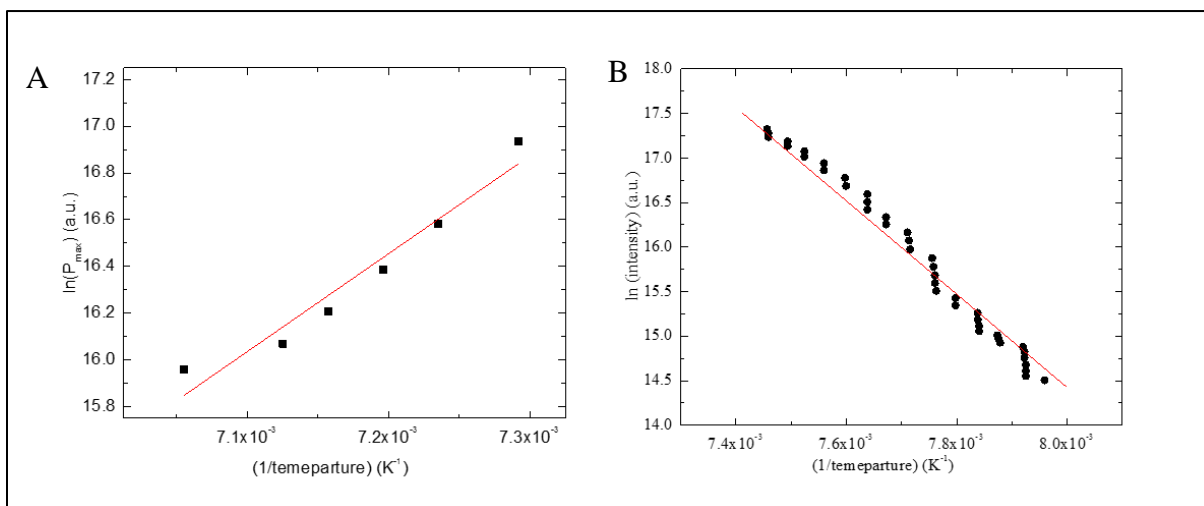 A
17.2
17.0
16.8
16.6
16.4
16.2
16.0
15.8
ln(P_max) (a.u.)
7.1x10⁻³
7.2x10⁻³
7.3x10⁻³
(1/temeparture) (K⁻¹)
B
18.0
17.5
17.0
16.5
16.0
15.5
15.0
14.5
14.0
ln (intensity) (a.u.)
7.4x10⁻³
7.6x10⁻³
7.8x10⁻³
8.0x10⁻³
(1/temeparture) (K⁻¹)